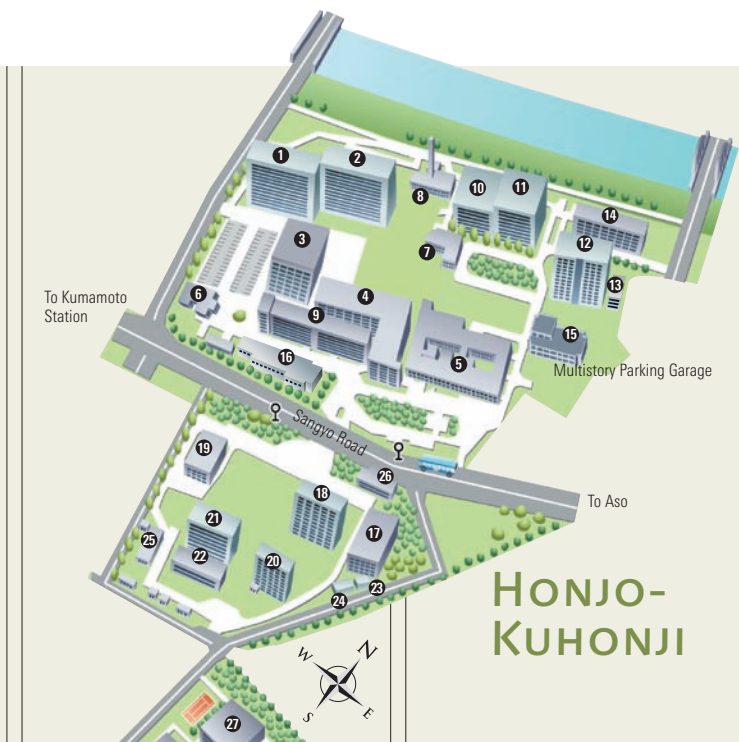 1
2
10
11
8
14
12
3
7
13
6
4
To Kumamoto
Station
9
15
16
5
Multistory Parking Garage
Sangyo Road
19
26
18
To Aso
21
17
25
22
20
23
24
HONJO-
KUHONJI
W
N
S
E
27